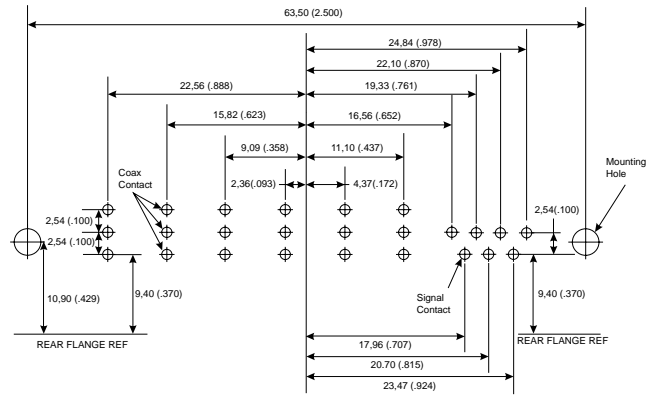 63,50 (2.500)
24,84 (.978)
22,10 (.870)
22,56 (.888)
19,33 (.761)
15,82 (.623)
16,56 (.652)
9,09 (.358)
11,10 (.437)
Coax
Contact
2,36(.093)
4,37(.172)
Mounting
Hole
2,54 (.100)
2,54(.100)
2,54 (.100)
10,90 (.429)
9,40 (.370)
Signal
Contact
9,40 (.370)
REAR FLANGE REF
REAR FLANGE REF
17,96 (.707)
20.70 (.815)
23,47 (.924)